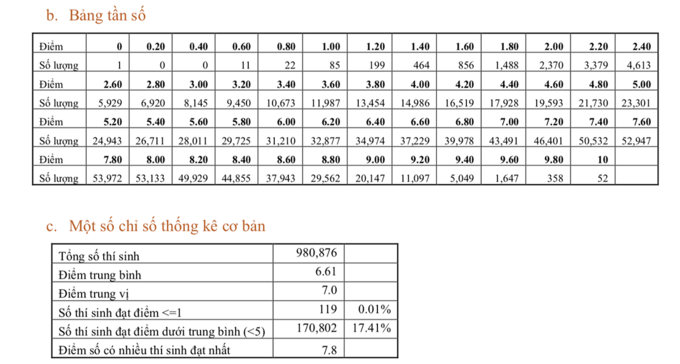 b. Bảng tần số
Điểm 0 0.20 0.40 0.60 0.80 1.00 1.20 1.40 1.60 1.80 2.00 2.20 2.40
Số lượng 1 0 0 11 22 85 199 464 856 1,488 2,370 3,379 4,613
Điểm 2.60 2.80 3.00 3.20 3.40 3.60 3.80 4.00 4.20 4.40 4.60 4.80 5.00
Số lượng 5,929 6,920 8,145 9,450 10,673 11,987 13,454 14,986 16,519 17,928 19,593 21,730 23,301
Điểm 5.20 5.40 5.60 5.80 6.00 6.20 6.40 6.60 6.80 7.00 7.20 7.40 7.60
Số lượng 24,943 26,711 28,011 29,725 31,210 32,877 34,974 37,229 39,978 43,491 46,401 50,532 52,947
Điểm 7.80 8.00 8.20 8.40 8.60 8.80 9.00 9.20 9.40 9.60 9.80 10
Số lượng 53,972 53,133 49,929 44,855 37,943 29,562 20,147 11,097 5,049 1,647 358 52
c. Một số chỉ số thống kê cơ bản
Tổng số thí sinh 980,876
Điểm trung bình 6.61
Điểm trung vị 7.0
Số thí sinh đạt điểm <=1 119 0.01%
Số thí sinh đạt điểm dưới trung bình (<5) 170,802 17.41%
Điểm số có nhiều thí sinh đạt nhất 7.8